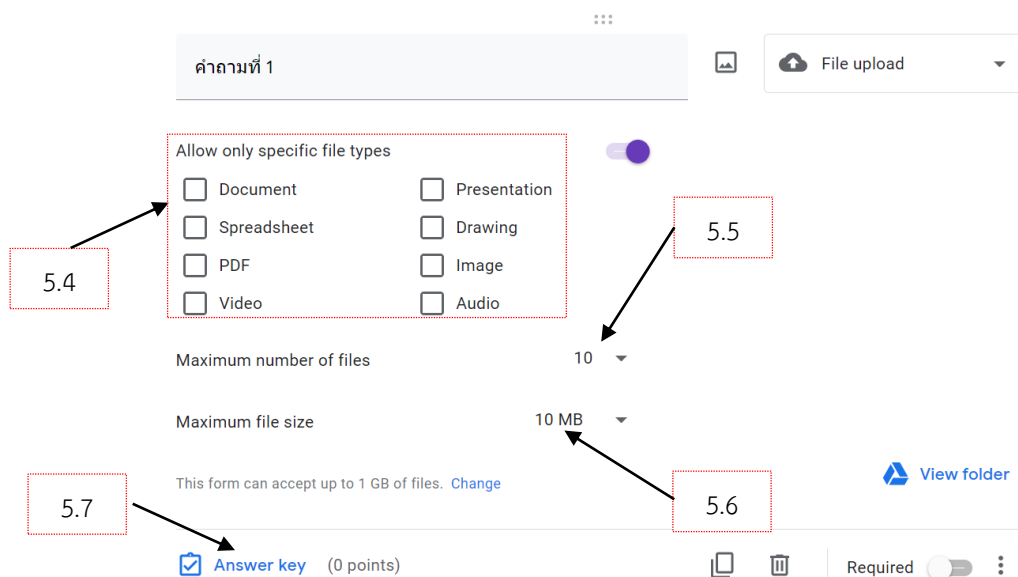 คำถามที่ 1
File upload
Allow only specific file types
Document
Presentation
Spreadsheet
Drawing
5.5
5.4
PDF
Image
Video
Audio
Maximum number of files
10
Maximum file size
10 MB
This form can accept up to 1 GB of files. Change
View folder
5.7
5.6
Answer key (0 points)
Required